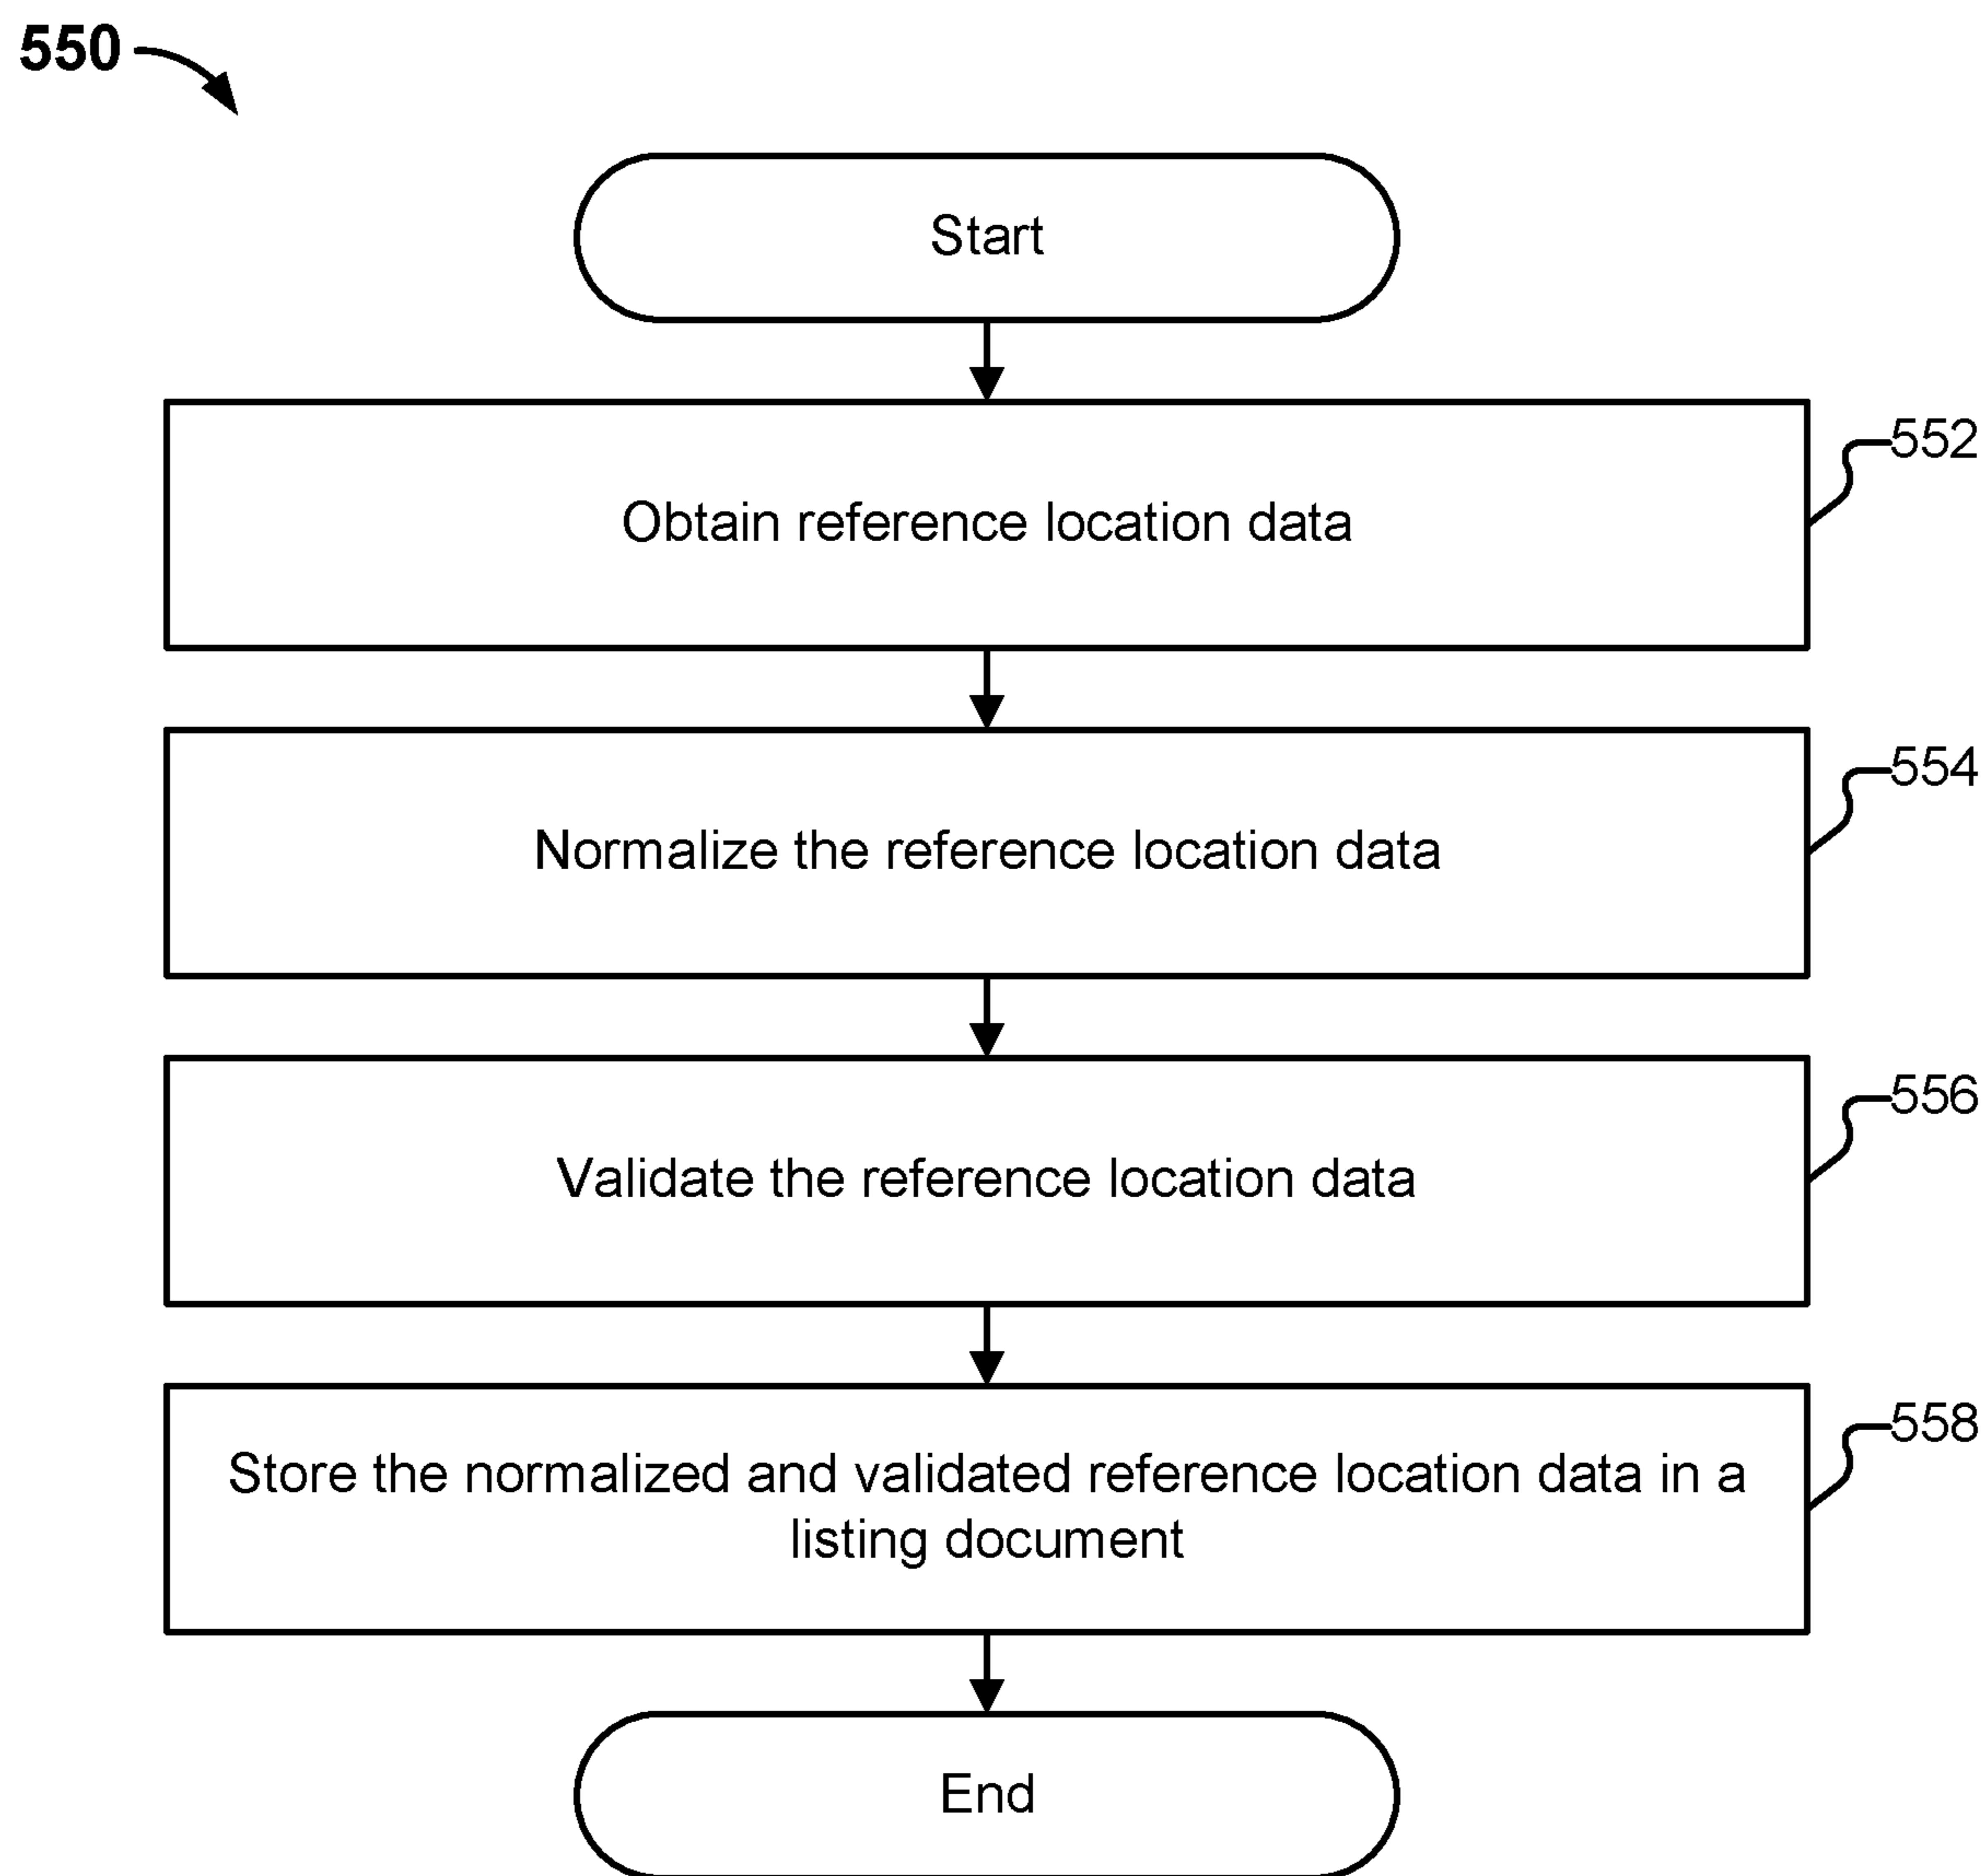 550
Start
Obtain reference location data
552
Normalize the reference location data
554
Validate the reference location data
556
Store the normalized and validated reference location data in a
listing document
558
End